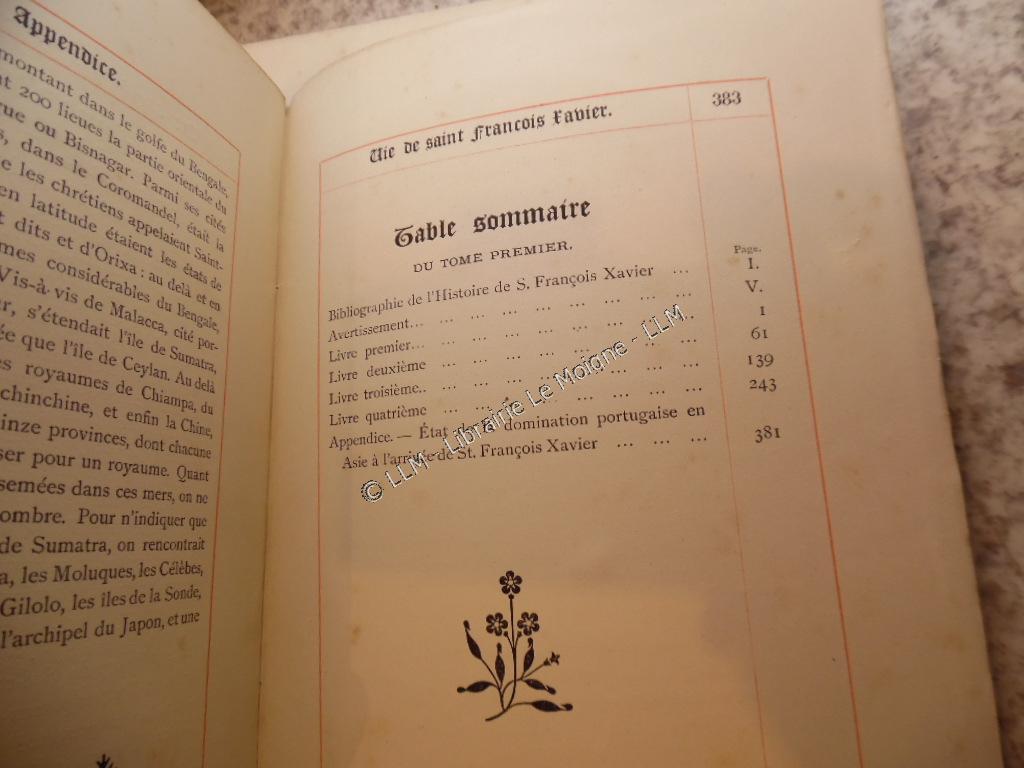 Appendice.
montant dans le golfe du Bengale,
nt 200 lieues la partie orientale du
rue ou Bisnagar. Parmi ses cités
s, dans le Coromandel, était la
e les chrétiens appelaient Saint-
en latitude étaient les états de
t dits et d'Orixa : au delà et en
mes considérables du Bengale,
Vis-à-vis de Malacca, cité por-
er, s'étendait l'île de Sumatra,
ée que l'île de Ceylan. Au delà
es royaumes de Chiampa, du
chinchine, et enfin la Chine,
inze provinces, dont chacune
ser pour un royaume. Quant
semées dans ces mers, on ne
ombre. Pour n'indiquer que
de Sumatra, on rencontrait
a, les Moluques, les Célèbes,
Gilolo, les îles de la Sonde,
l'archipel du Japon, et une
Vie de saint François Xavier. 383
Table sommaire
DU TOME PREMIER.
Page.
Bibliographie de l'Histoire de S. François Xavier ... I.
Avertissement... ... ... ... ... ... ... ... V.
Livre premier... ... ... ... ... ... ... ... 1
Livre deuxième ... ... ... ... ... ... ... 61
Livre troisième.. ... ... ... ... ... ... ... 139
Livre quatrième ... ... ... ... ... ... ... 243
Appendice. — État de la domination portugaise en
Asie à l'arrivée de St. François Xavier ... ... ... 381
© LLM - Librairie Le Moigne - LLM